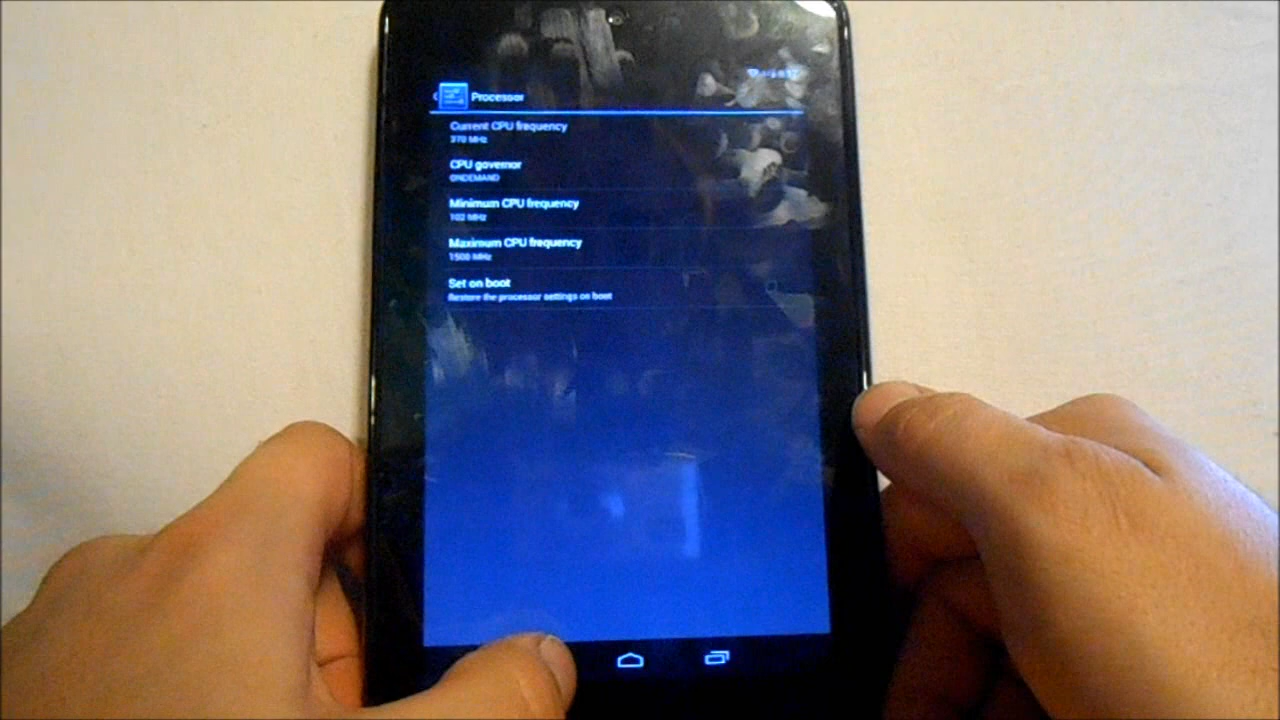 Processor
Current CPU frequency
370 MHz
CPU governor
ONDEMAND
Minimum CPU frequency
102 MHz
Maximum CPU frequency
1500 MHz
Set on boot
Restore the processor settings on boot